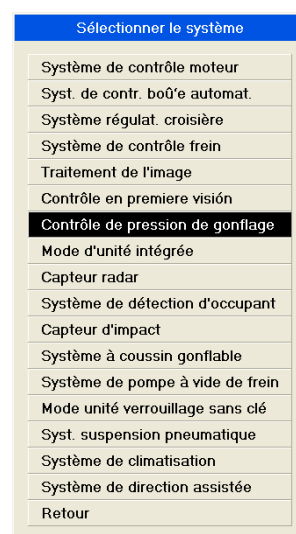 Sélectionner le système
Système de contrôle moteur
Syst. de contr. boû'e automat.
Système régulat. croisière
Système de contrôle frein
Traitement de l'image
Contrôle en premiere visión
Contrôle de pression de gonflage
Mode d'unité intégrée
Capteur radar
Système de détection d'occupant
Capteur d'impact
Système à coussin gonflable
Système de pompe à vide de frein
Mode unité verrouillage sans clé
Syst. suspension pneumatique
Système de climatisation
Système de direction assistée
Retour